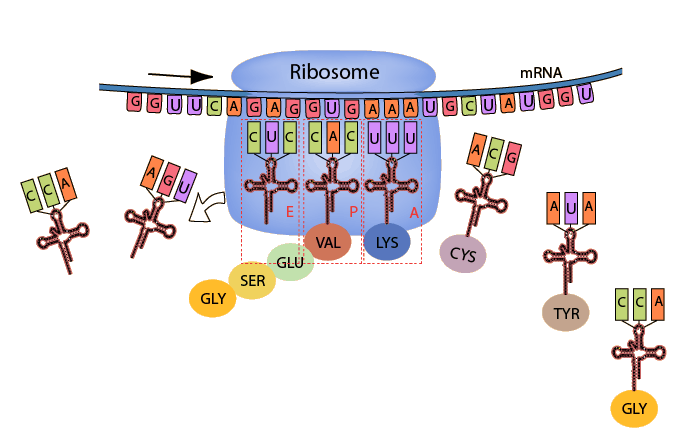 Ribosome
mRNA
G G U U C A G A G G U G A A A U G C U A U G G U
C U C
C A C
U U U
A C G
C C A
A G U
A U A
C C A
E
P
A
VAL
LYS
GLU
CYS
SER
GLY
TYR
GLY